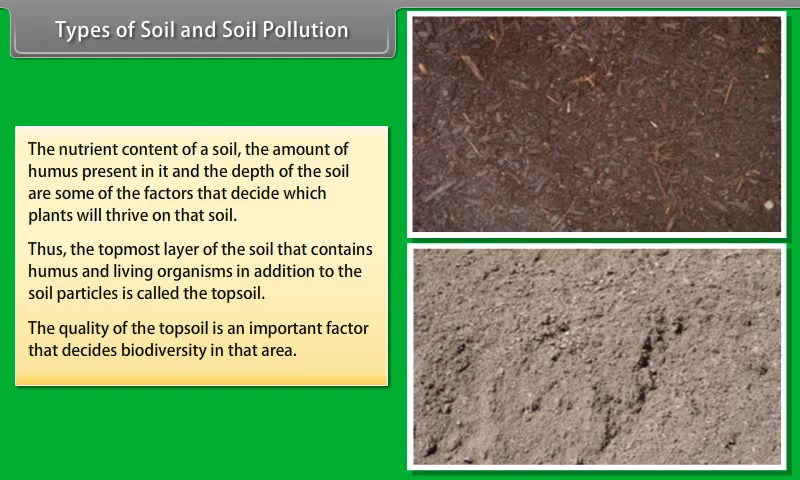 Types of Soil and Soil Pollution
The nutrient content of a soil, the amount of
humus present in it and the depth of the soil
are some of the factors that decide which
plants will thrive on that soil.
Thus, the topmost layer of the soil that contains
humus and living organisms in addition to the
soil particles is called the topsoil.
The quality of the topsoil is an important factor
that decides biodiversity in that area.